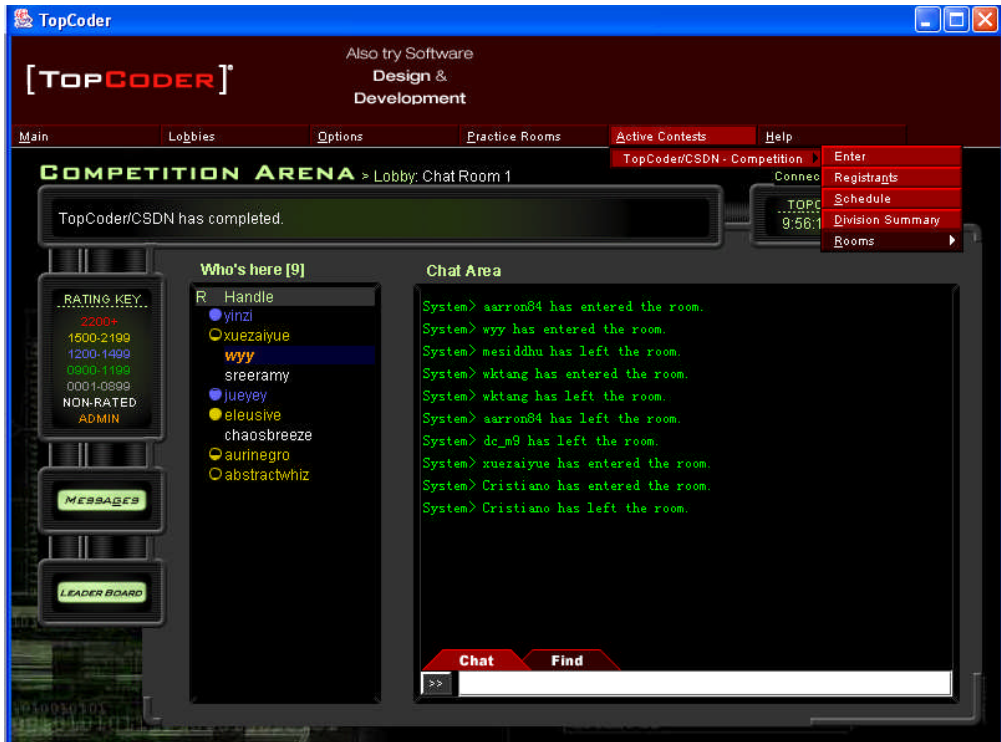 TopCoder
[TOPCODER]
Also try Software
Design &
Development
Main Lobbies Options Practice Rooms Active Contests Help
TopCoder/CSDN - Competition
Enter
Registrants
Schedule
Division Summary
Rooms
COMPETITION ARENA > Lobby: Chat Room 1
TopCoder/CSDN has completed.
RATING KEY
2200+
1500-2199
1200-1499
0900-1199
0001-0899
NON-RATED
ADMIN
MESSAGES
LEADER BOARD
Who's here [9]
R Handle
yinzi
xuezaiyue
wyy
sreeramy
jueyey
eleusive
chaosbreeze
aurinegro
abstractwhiz
Chat Area
System> aarron84 has entered the room.
System> wyy has entered the room.
System> mesiddhu has left the room.
System> wktang has entered the room.
System> wktang has left the room.
System> aarron84 has left the room.
System> dc_m9 has left the room.
System> xuezaiyue has entered the room.
System> Cristiano has entered the room.
System> Cristiano has left the room.
Chat Find
>>